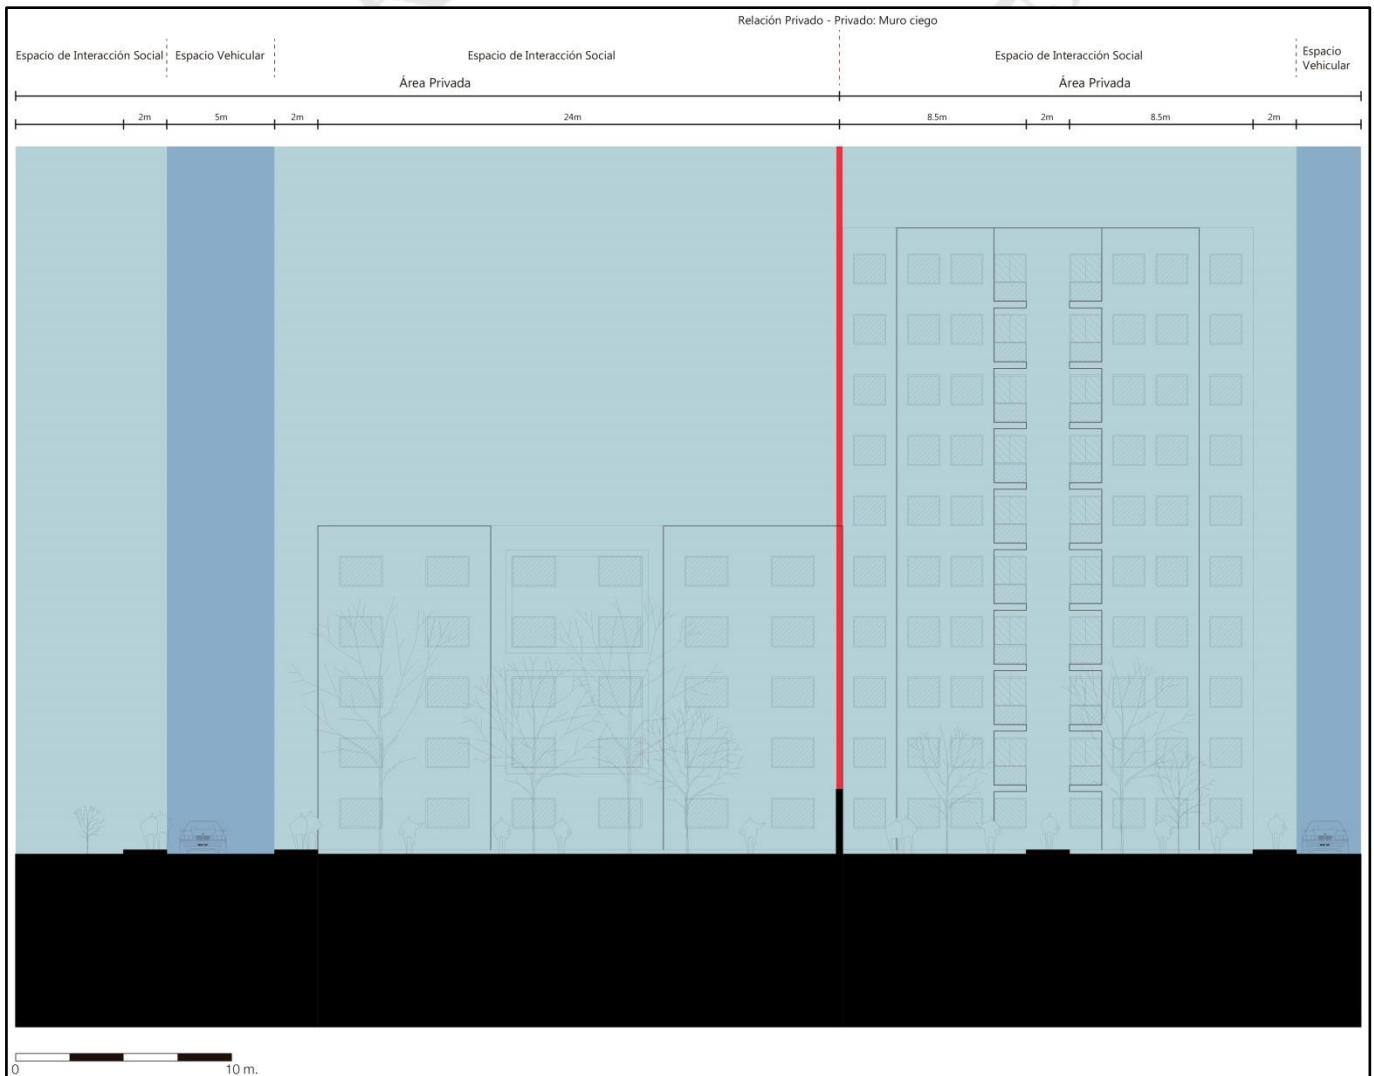 Relación Privado - Privado: Muro ciego
Espacio de Interacción Social
Espacio Vehicular
Espacio de Interacción Social
Espacio de Interacción Social
Espacio
Vehicular
Área Privada
Área Privada
2m
5m
2m
24m
8.5m
2m
8.5m
2m
0
10 m.